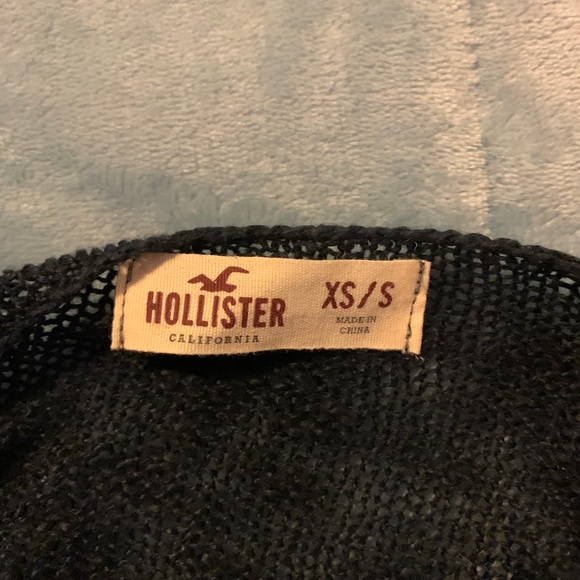 HOLLISTER
CALIFORNIA
XS/S
MADE IN
CHINA